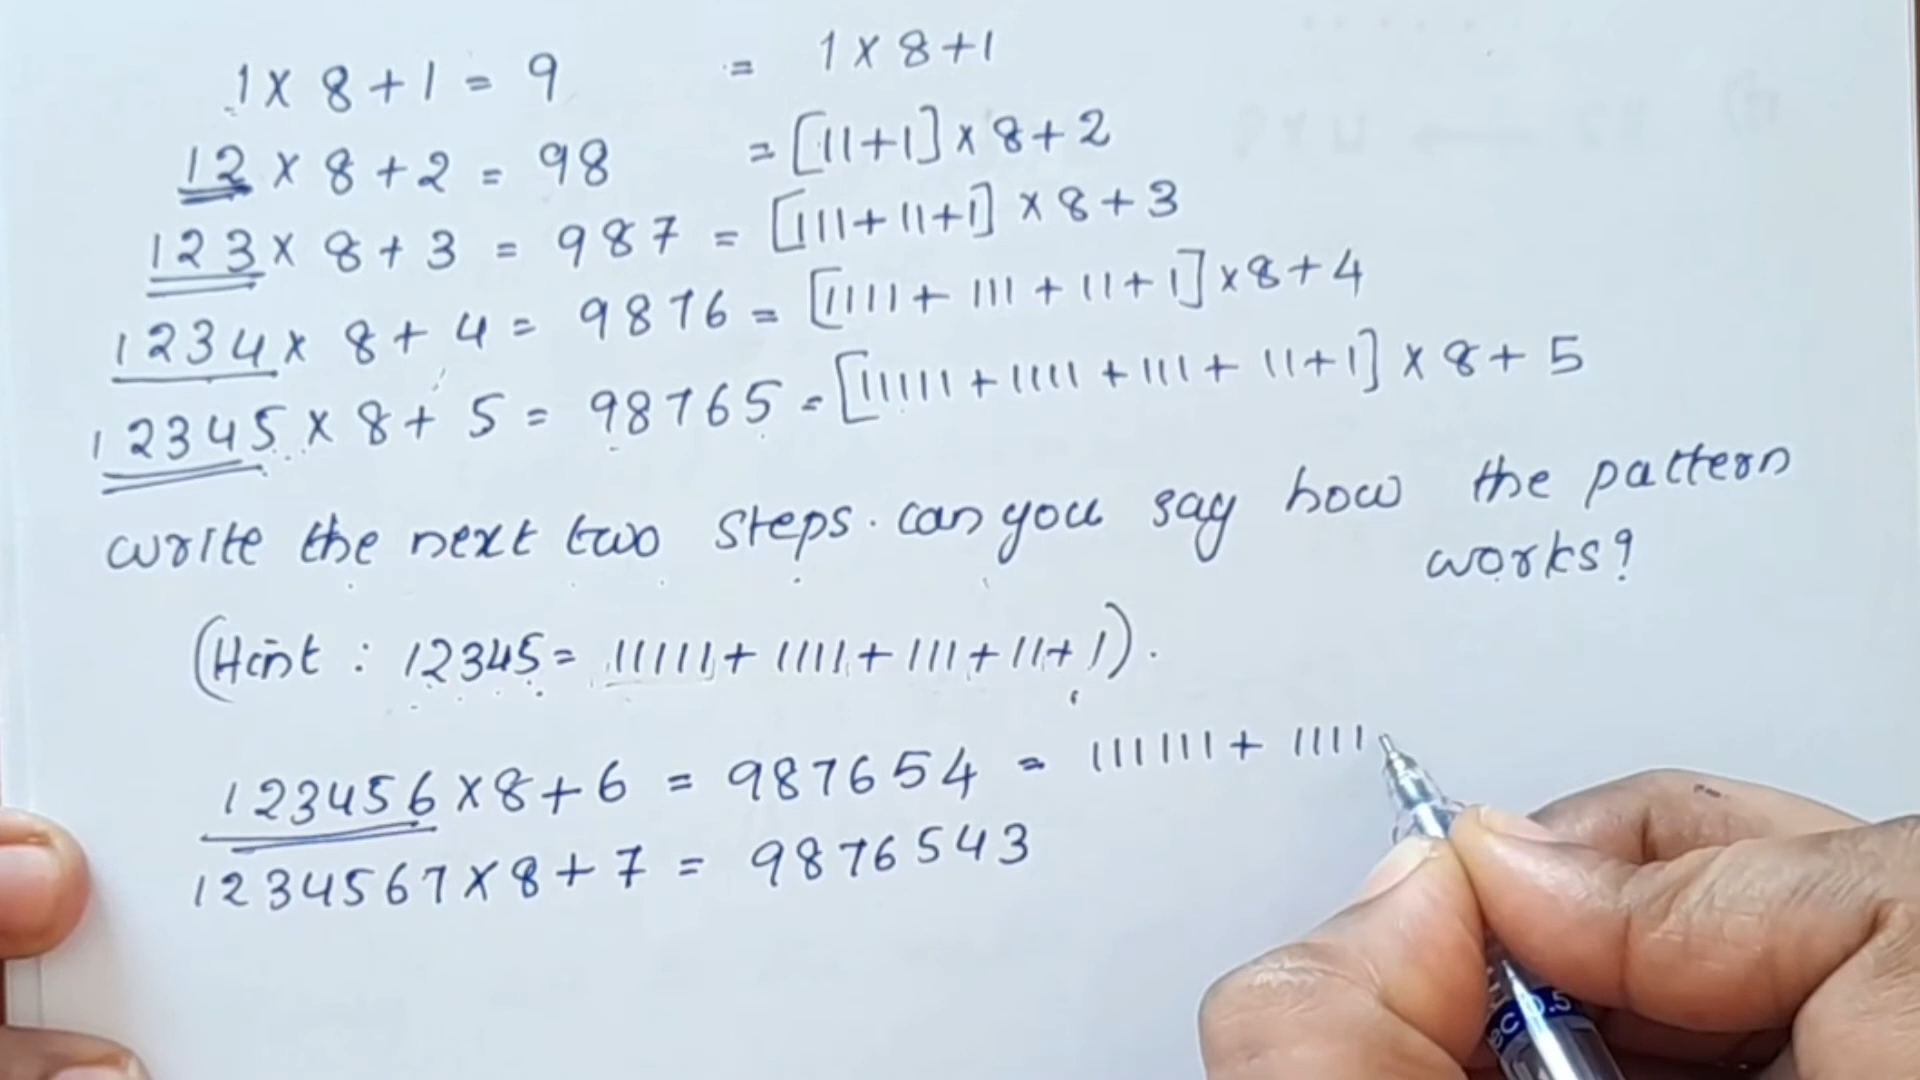 1 x 8 + 1 = 9 = 1 x 8 + 1
12 x 8 + 2 = 98 = [11+1] x 8 + 2
123 x 8 + 3 = 987 = [111 + 11 + 1] x 8 + 3
1234 x 8 + 4 = 9876 = [1111 + 111 + 11 + 1] x 8 + 4
12345 x 8 + 5 = 98765 = [11111 + 1111 + 111 + 11 + 1] x 8 + 5
write the next two steps. can you say how the pattern
works?
(Hint : 12345 = 11111 + 1111 + 111 + 11 + 1).
123456 x 8 + 6 = 987654 = 111111 + 1111
1234567 x 8 + 7 = 9876543
0.5